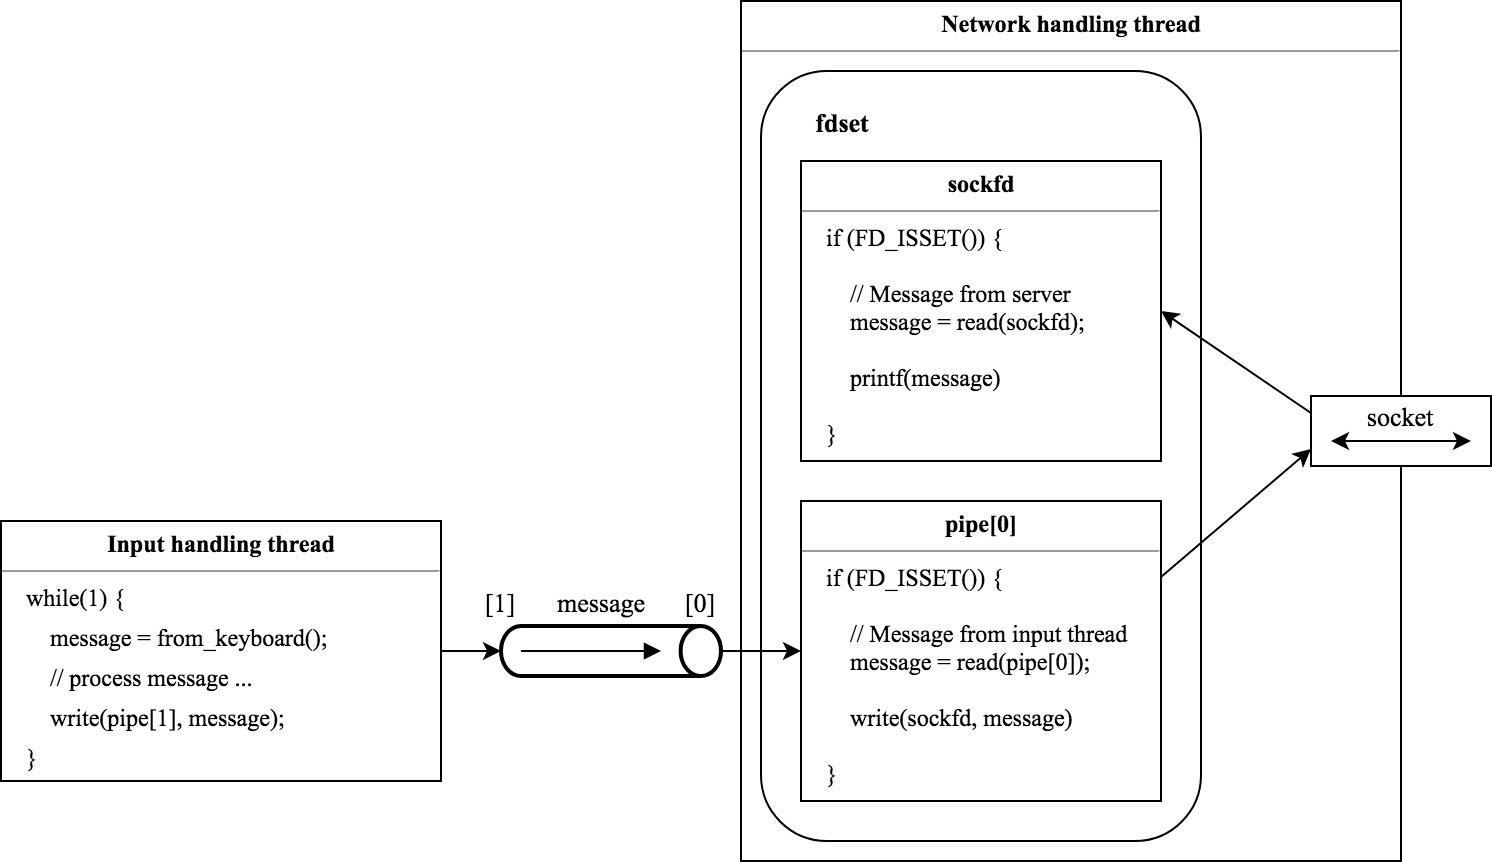 Network handling thread
fdset
sockfd
if (FD_ISSET()) {
// Message from server
message = read(sockfd);
printf(message)
}
socket
pipe[0]
if (FD_ISSET()) {
// Message from input thread
message = read(pipe[0]);
write(sockfd, message)
}
Input handling thread
while(1) {
message = from_keyboard();
// process message ...
write(pipe[1], message);
}
[1] message [0]